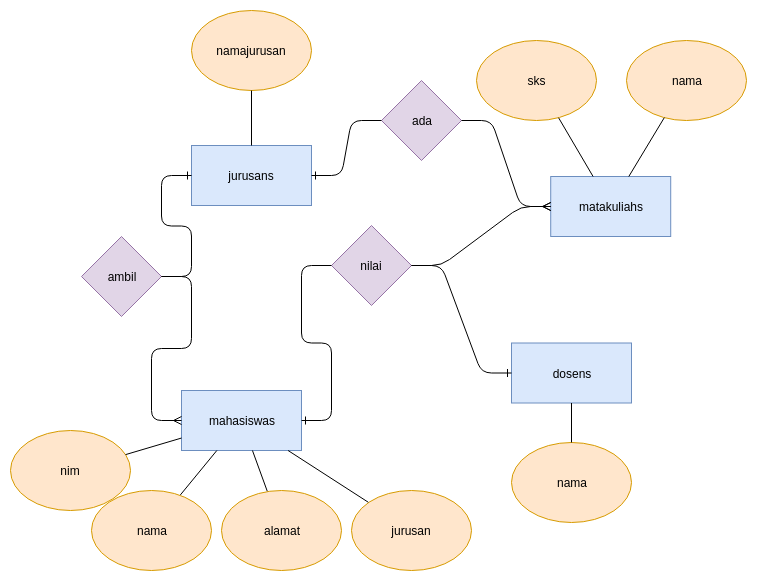 namajurusan
sks
nama
ada
jurusans
matakuliahs
nilai
ambil
dosens
mahasiswas
nim
nama
nama
alamat
jurusan